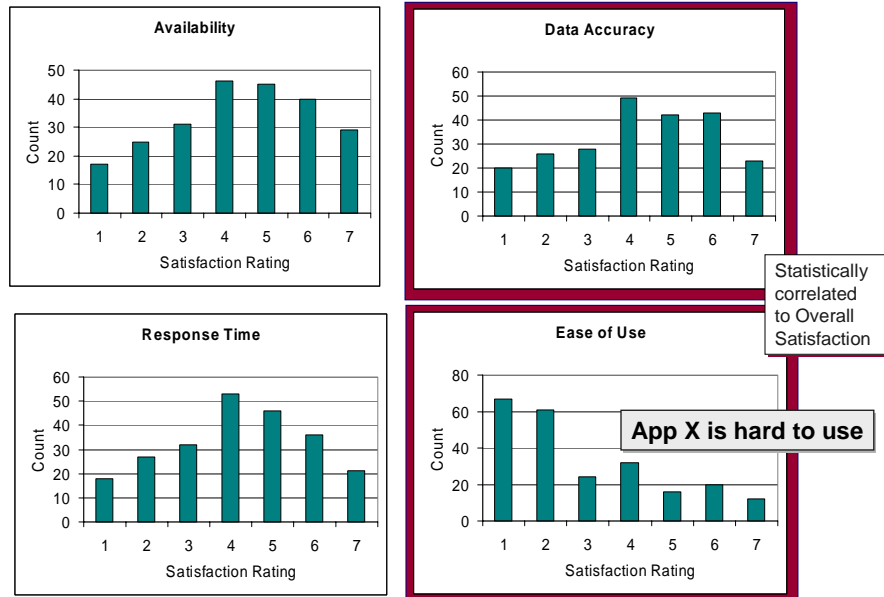 Availability
50
40
30
20
10
0
Count
1 2 3 4 5 6 7
Satisfaction Rating
Data Accuracy
60
50
40
30
20
10
0
Count
1 2 3 4 5 6 7
Satisfaction Rating
Statistically
correlated
to Overall
Satisfaction
Response Time
60
50
40
30
20
10
0
Count
1 2 3 4 5 6 7
Satisfaction Rating
Ease of Use
80
60
40
20
0
Count
App X is hard to use
1 2 3 4 5 6 7
Satisfaction Rating